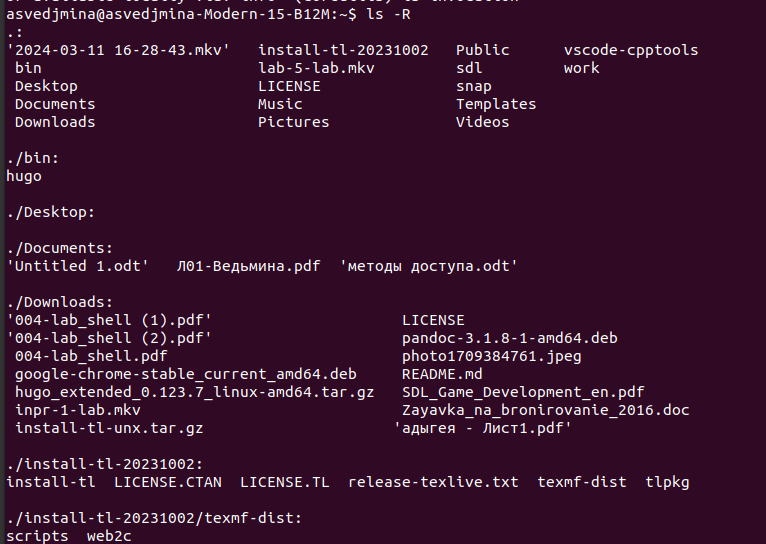 asvedjmina@asvedjmina-Modern-15-B12M:~$ ls -R
.:
'2024-03-11 16-28-43.mkv'   install-tl-20231002   Public      vscode-cpptools
 bin                        lab-5-lab.mkv         sdl         work
 Desktop                    LICENSE               snap
 Documents                  Music                 Templates
 Downloads                  Pictures              Videos

./bin:
hugo

./Desktop:

./Documents:
'Untitled 1.odt'   Л01-Ведьмина.pdf  'методы доступа.odt'

./Downloads:
'004-lab_shell (1).pdf'                     LICENSE
'004-lab_shell (2).pdf'                     pandoc-3.1.8-1-amd64.deb
 004-lab_shell.pdf                          photo1709384761.jpeg
 google-chrome-stable_current_amd64.deb     README.md
 hugo_extended_0.123.7_linux-amd64.tar.gz   SDL_Game_Development_en.pdf
 inpr-1-lab.mkv                             Zayavka_na_bronirovanie_2016.doc
 install-tl-unx.tar.gz                     'адыгея - Лист1.pdf'

./install-tl-20231002:
install-tl  LICENSE.CTAN  LICENSE.TL  release-texlive.txt  texmf-dist  tlpkg

./install-tl-20231002/texmf-dist:
scripts  web2c